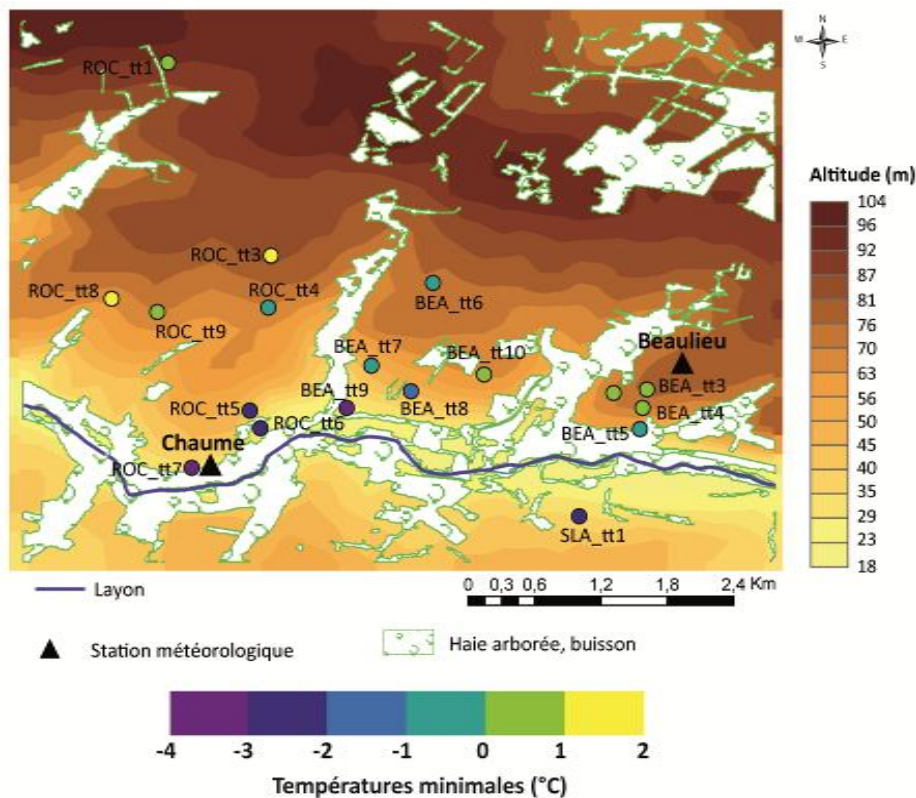 N
W E
S
ROC_tt1
Altitude (m)
104
96
92
87
81
76
70
63
56
50
45
40
35
29
23
18
ROC_tt3
ROC_tt8
ROC_tt4
BEA_tt6
ROC_tt9
BEA_tt7
BEA_tt10
Beaulieu
BEA_tt3
BEA_tt9
BEA_tt8
BEA_tt4
ROC_tt5
ROC_tt6
BEA_tt5
Chaume
ROC_tt7
SLA_tt1
Layon
0 0,3 0,6 1,2 1,8 2,4 Km
Station météorologique
Haie arborée, buisson
-4 -3 -2 -1 0 1 2
Températures minimales (°C)